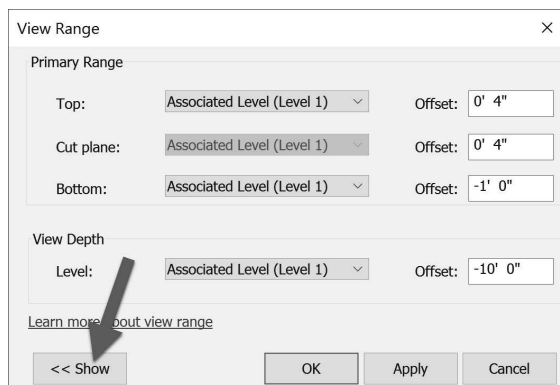 View Range
Primary Range
Top: Associated Level (Level 1) Offset: 0' 4"
Cut plane: Associated Level (Level 1) Offset: 0' 4"
Bottom: Associated Level (Level 1) Offset: -1' 0"
View Depth
Level: Associated Level (Level 1) Offset: -10' 0"
Learn more about view range
<< Show OK Apply Cancel